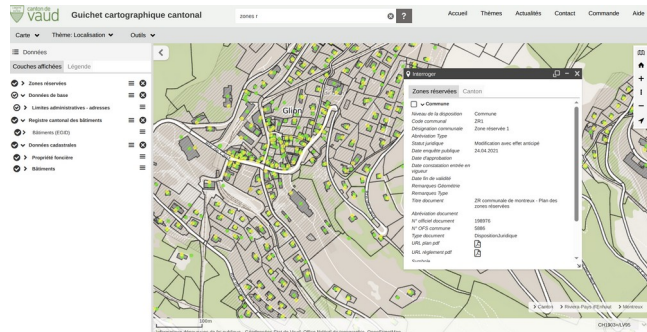 canton de
vaud
Guichet cartographique cantonal
zones r
?
Accueil
Thèmes
Actualités
Contact
Commande
Aide
Carte
Thème: Localisation
Outils
Données
Couches affichées
Légende
Zones réservées
Données de base
Limites administratives - adresses
Registre cantonal des bâtiments
Bâtiments (EGID)
Données cadastrales
Propriété foncière
Bâtiments
Glion
Interroger
Zones réservées
Canton
Commune
Niveau de la disposition Commune
Code communal ZR1
Désignation communale Zone réservée 1
Abréviation Type
Statut juridique Modification avec effet anticipé
Date enquête publique 24.04.2021
Date d'approbation
Date constatation entrée en
vigueur
Date fin de validité
Remarques Géométrie
Remarques Type
Titre document ZR communale de montreux - Plan des
zones réservées
Abréviation document
N° officiel document 198970
N° OFS commune 5886
Type document DispositionJuridique
URL plan pdf
URL règlement pdf
100m
Canton
Riviera-Pays-d'Enhaut
Montreux
CH1903+/LV95